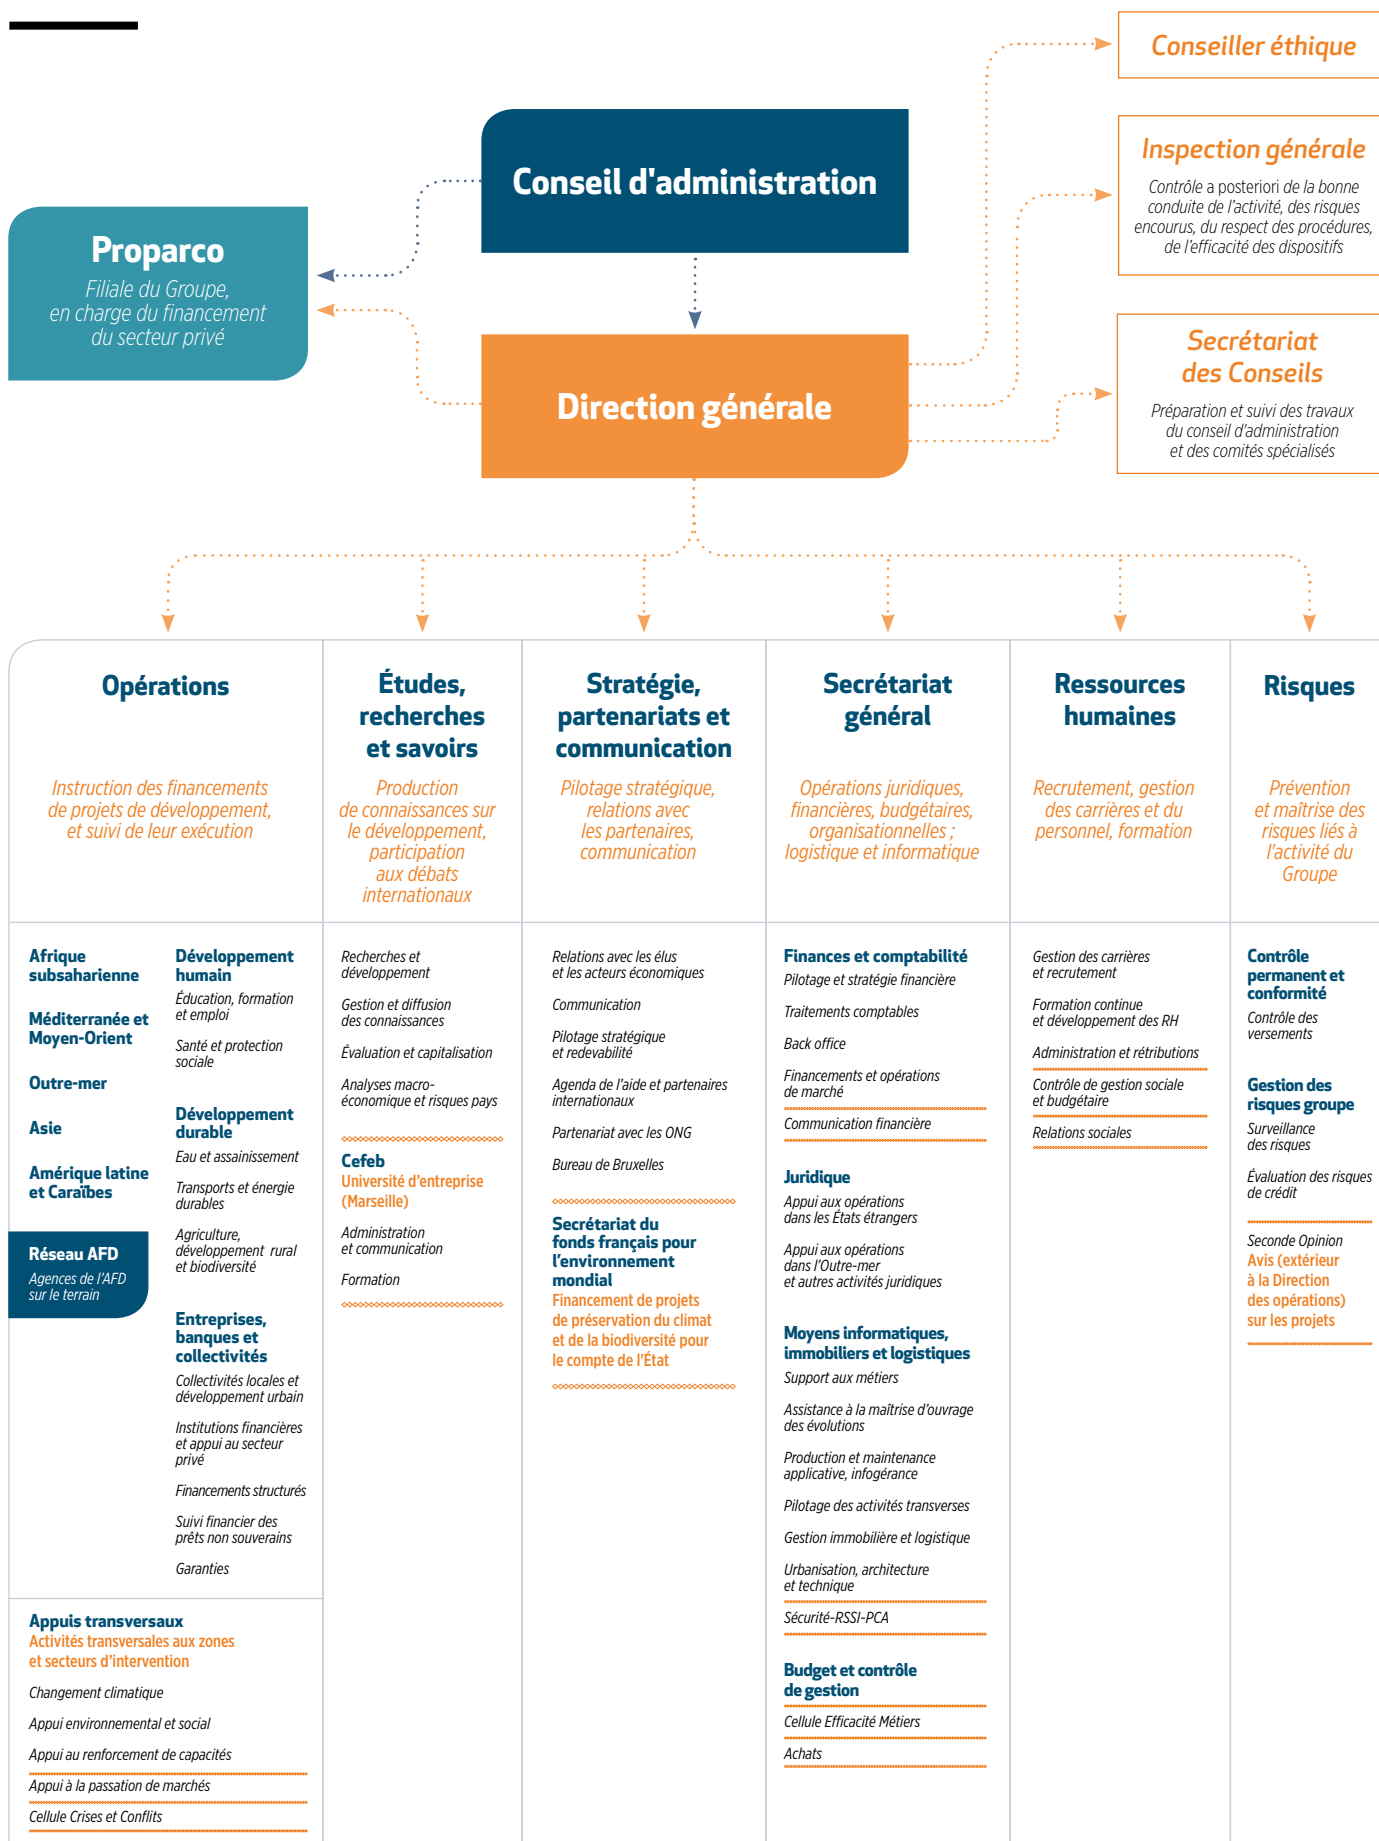 Conseiller éthique
Inspection générale
Contrôle a posteriori de la bonne
conduite de l'activité, des risques
encourus, du respect des procédures,
de l'efficacité des dispositifs
Conseil d'administration
Proparco
Filiale du Groupe,
en charge du financement
du secteur privé
Secrétariat
des Conseils
Préparation et suivi des travaux
du conseil d'administration
et des comités spécialisés
Direction générale
Opérations
Instruction des financements
de projets de développement,
et suivi de leur exécution
Études,
recherches
et savoirs
Production
de connaissances sur
le développement,
participation
aux débats
internationaux
Stratégie,
partenariats et
communication
Pilotage stratégique,
relations avec
les partenaires,
communication
Secrétariat
général
Opérations juridiques,
financières, budgétaires,
organisationnelles ;
logistique et informatique
Ressources
humaines
Recrutement, gestion
des carrières et du
personnel, formation
Risques
Prévention
et maîtrise des
risques liés à
l'activité du
Groupe
Afrique
subsaharienne
Méditerranée et
Moyen-Orient
Outre-mer
Asie
Amérique latine
et Caraïbes
Réseau AFD
Agences de l'AFD
sur le terrain
Développement
humain
Éducation, formation
et emploi
Santé et protection
sociale
Développement
durable
Eau et assainissement
Transports et énergie
durables
Agriculture,
développement rural
et biodiversité
Entreprises,
banques et
collectivités
Collectivités locales et
développement urbain
Institutions financières
et appui au secteur
privé
Financements structurés
Suivi financier des
prêts non souverains
Garanties
Appuis transversaux
Activités transversales aux zones
et secteurs d'intervention
Changement climatique
Appui environnemental et social
Appui au renforcement de capacités
Appui à la passation de marchés
Cellule Crises et Conflits
Recherches et
développement
Gestion et diffusion
des connaissances
Évaluation et capitalisation
Analyses macro-
économique et risques pays
Cefeb
Université d'entreprise
(Marseille)
Administration
et communication
Formation
Relations avec les élus
et les acteurs économiques
Communication
Pilotage stratégique
et redevabilité
Agenda de l'aide et partenaires
internationaux
Partenariat avec les ONG
Bureau de Bruxelles
Secrétariat du
fonds français pour
l'environnement
mondial
Financement de projets
de préservation du climat
et de la biodiversité pour
le compte de l'État
Finances et comptabilité
Pilotage et stratégie financière
Traitements comptables
Back office
Financements et opérations
de marché
Communication financière
Juridique
Appui aux opérations
dans les États étrangers
Appui aux opérations
dans l'Outre-mer
et autres activités juridiques
Moyens informatiques,
immobiliers et logistiques
Support aux métiers
Assistance à la maîtrise d'ouvrage
des évolutions
Production et maintenance
applicative, infogérance
Pilotage des activités transverses
Gestion immobilière et logistique
Urbanisation, architecture
et technique
Sécurité-RSSI-PCA
Budget et contrôle
de gestion
Cellule Efficacité Métiers
Achats
Gestion des carrières
et recrutement
Formation continue
et développement des RH
Administration et rétributions
Contrôle de gestion sociale
et budgétaire
Relations sociales
Contrôle
permanent et
conformité
Contrôle des
versements
Gestion des
risques groupe
Surveillance
des risques
Évaluation des risques
de crédit
Seconde Opinion
Avis (extérieur
à la Direction
des opérations)
sur les projets